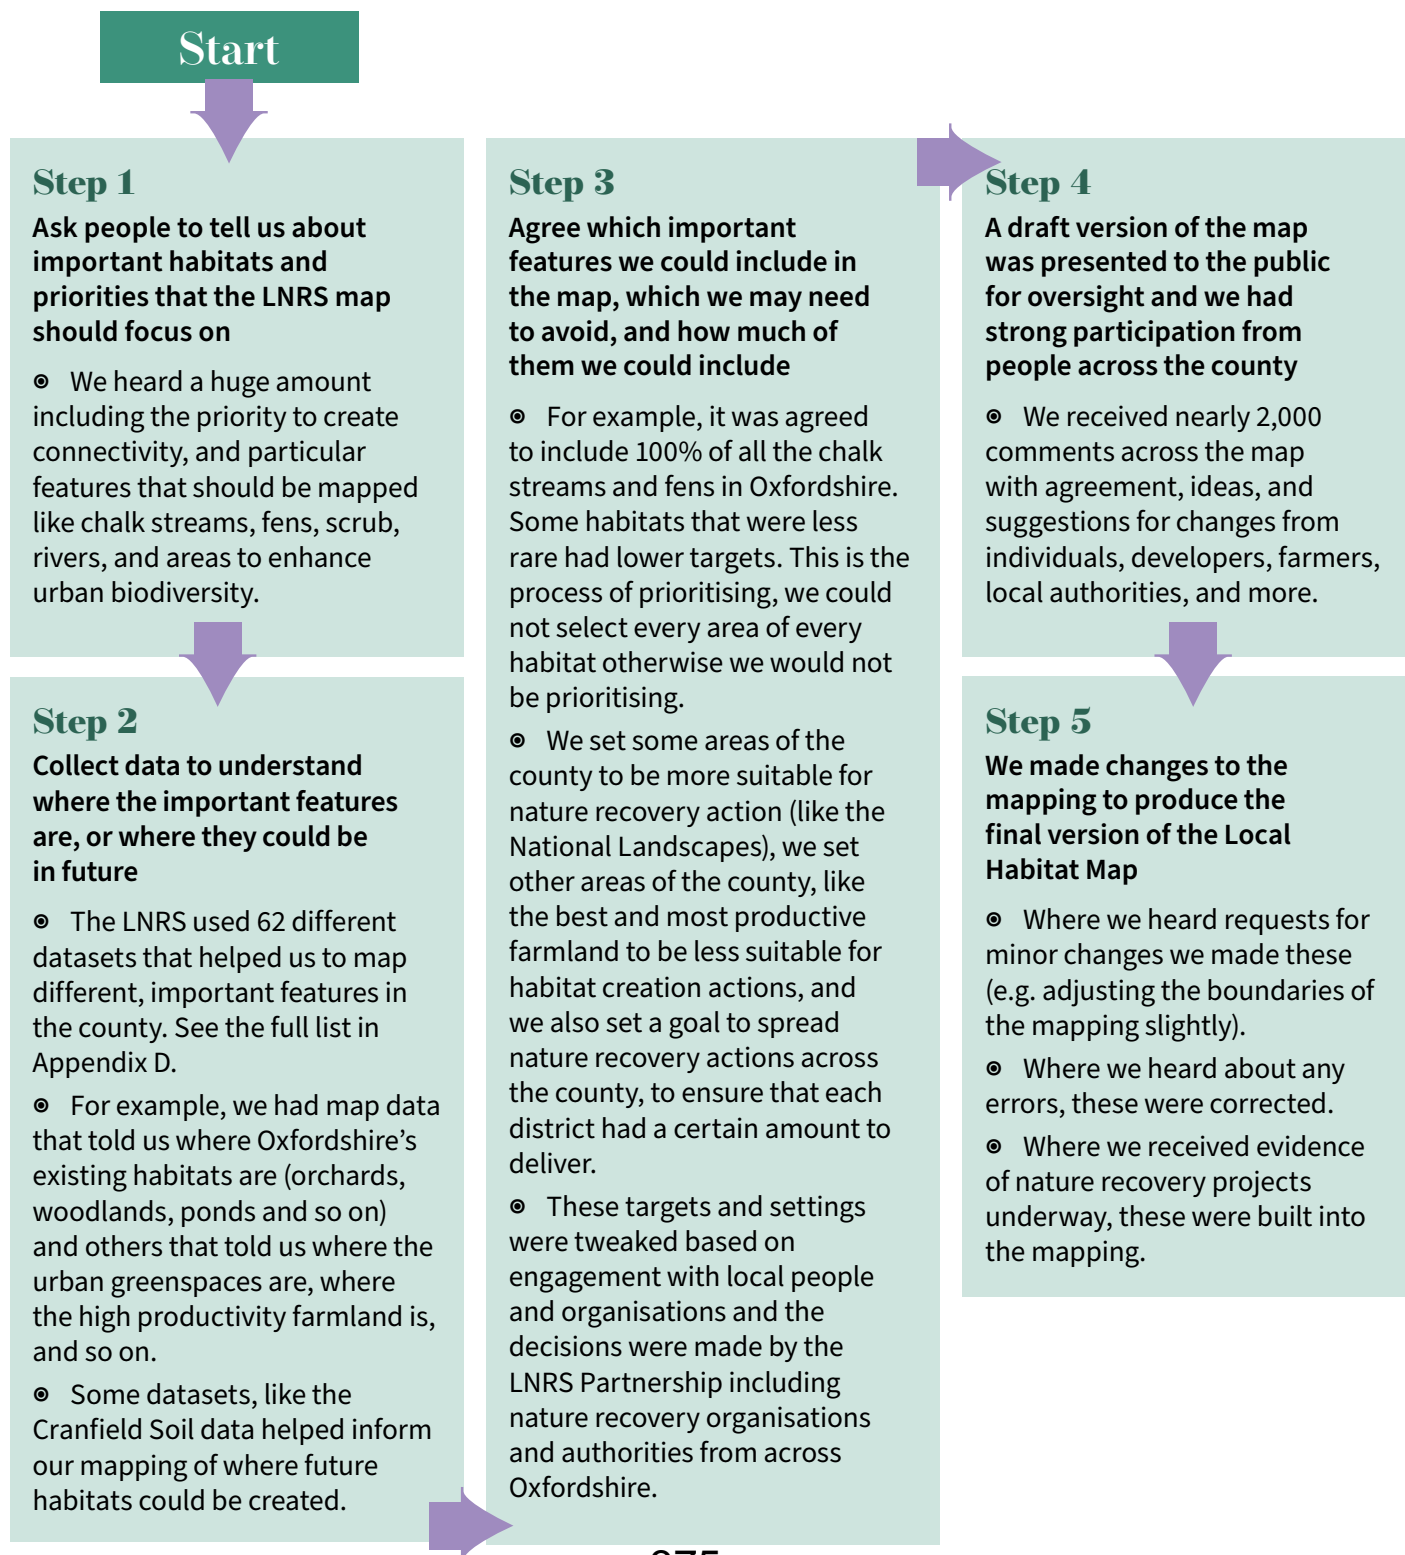 Start
Step 1
Ask people to tell us about
important habitats and
priorities that the LNRS map
should focus on
We heard a huge amount
including the priority to create
connectivity, and particular
features that should be mapped
like chalk streams, fens, scrub,
rivers, and areas to enhance
urban biodiversity.
Step 2
Collect data to understand
where the important features
are, or where they could be
in future
The LNRS used 62 different
datasets that helped us to map
different, important features in
the county. See the full list in
Appendix D.
For example, we had map data
that told us where Oxfordshire’s
existing habitats are (orchards,
woodlands, ponds and so on)
and others that told us where the
urban greenspaces are, where
the high productivity farmland is,
and so on.
Some datasets, like the
Cranfield Soil data helped inform
our mapping of where future
habitats could be created.
Step 3
Agree which important
features we could include in
the map, which we may need
to avoid, and how much of
them we could include
For example, it was agreed
to include 100% of all the chalk
streams and fens in Oxfordshire.
Some habitats that were less
rare had lower targets. This is the
process of prioritising, we could
not select every area of every
habitat otherwise we would not
be prioritising.
We set some areas of the
county to be more suitable for
nature recovery action (like the
National Landscapes), we set
other areas of the county, like
the best and most productive
farmland to be less suitable for
habitat creation actions, and
we also set a goal to spread
nature recovery actions across
the county, to ensure that each
district had a certain amount to
deliver.
These targets and settings
were tweaked based on
engagement with local people
and organisations and the
decisions were made by the
LNRS Partnership including
nature recovery organisations
and authorities from across
Oxfordshire.
Step 4
A draft version of the map
was presented to the public
for oversight and we had
strong participation from
people across the county
We received nearly 2,000
comments across the map
with agreement, ideas, and
suggestions for changes from
individuals, developers, farmers,
local authorities, and more.
Step 5
We made changes to the
mapping to produce the
final version of the Local
Habitat Map
Where we heard requests for
minor changes we made these
(e.g. adjusting the boundaries of
the mapping slightly).
Where we heard about any
errors, these were corrected.
Where we received evidence
of nature recovery projects
underway, these were built into
the mapping.